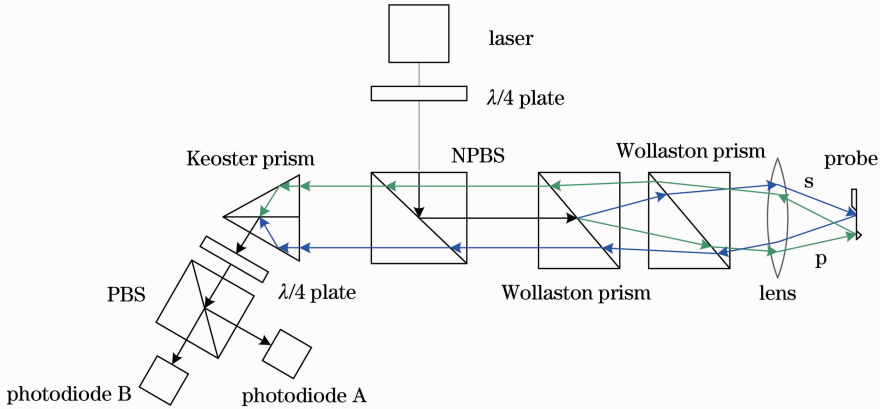 laser
λ/4 plate
Keoster prism
NPBS
Wollaston prism
probe
s
p
lens
Wollaston prism
λ/4 plate
PBS
photodiode B
photodiode A